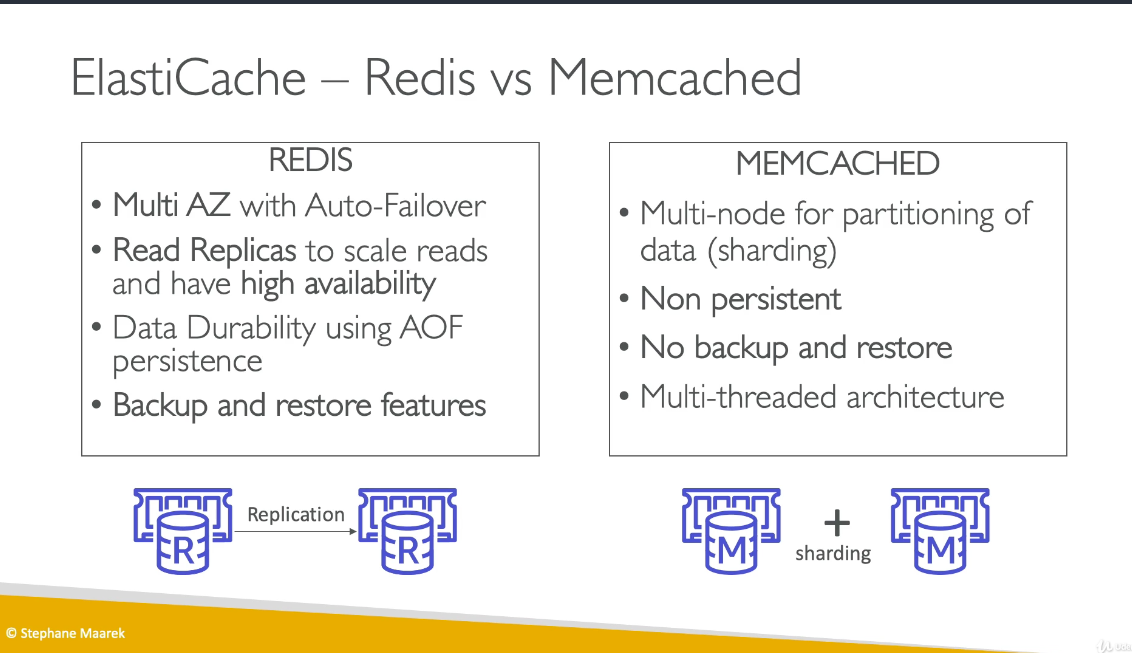 ElastiCache – Redis vs Memcached
REDIS
• Multi AZ with Auto-Failover
• Read Replicas to scale reads
and have high availability
• Data Durability using AOF
persistence
• Backup and restore features
MEMCACHED
• Multi-node for partitioning of
data (sharding)
• Non persistent
• No backup and restore
• Multi-threaded architecture
R
Replication
R
M
+
sharding
M
© Stephane Maarek